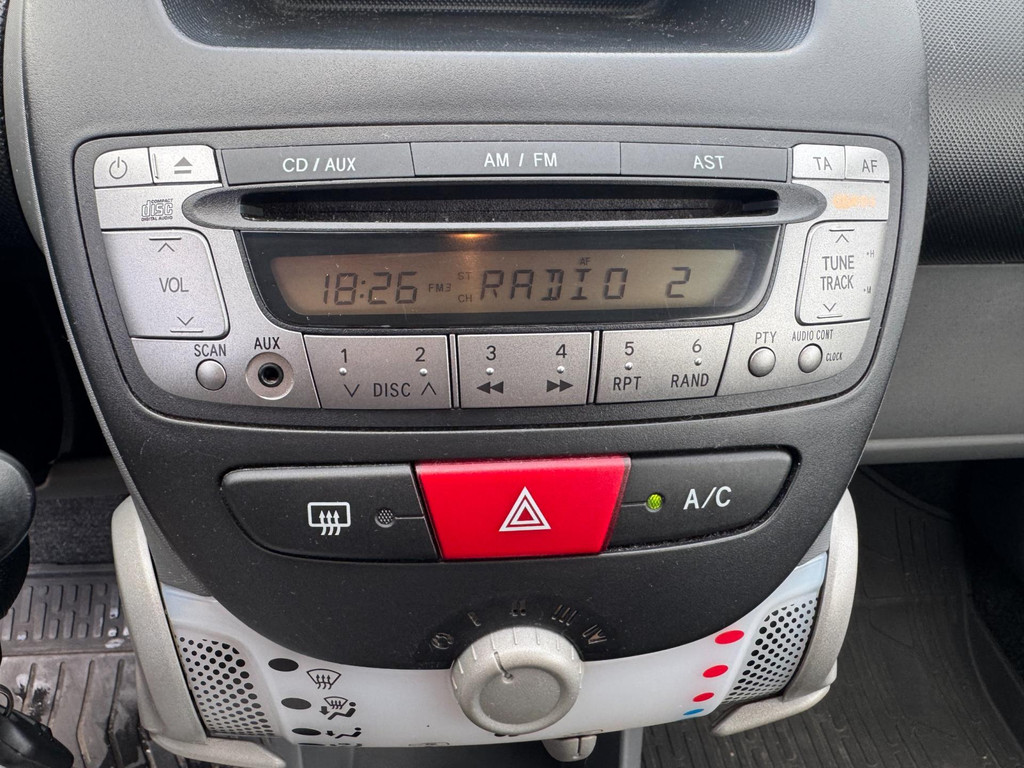 CD / AUX AM / FM AST TA AF
COMPACT
disc
DIGITAL AUDIO
VOL
18:26 FM3 ST CH AF RADIO 2
TUNE
TRACK
H
M
SCAN AUX
1 2 3 4 5 6
DISC RPT RAND
PTY AUDIO CONT
CLOCK
A/C